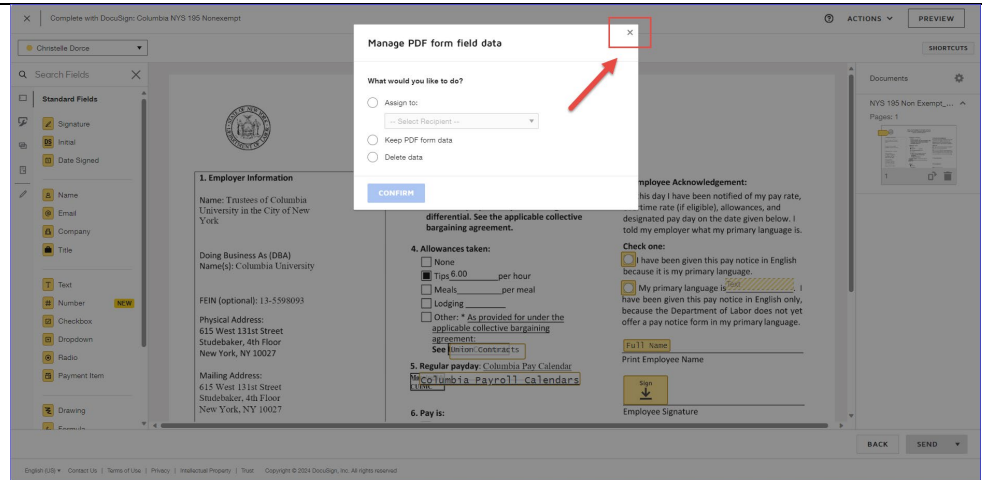 Complete with DocuSign: Columbia NYS 195 Nonexempt
ACTIONS
PREVIEW
Christelle Dorce
SHORTCUTS
Search Fields
Standard Fields
Signature
DS Initial
Date Signed
Name
Email
Company
Title
T Text
# Number NEW
Checkbox
Dropdown
Radio
Payment Item
Drawing
Formula
Manage PDF form field data
What would you like to do?
Assign to:
-- Select Recipient --
Keep PDF form data
Delete data
CONFIRM
1. Employer Information
Name: Trustees of Columbia
University in the City of New
York
Doing Business As (DBA)
Name(s): Columbia University
FEIN (optional): 13-5598093
Physical Address:
615 West 131st Street
Studebaker, 4th Floor
New York, NY 10027
Mailing Address:
615 West 131st Street
Studebaker, 4th Floor
New York, NY 10027
differential. See the applicable collective
bargaining agreement.
4. Allowances taken:
None
Tips 6.00 per hour
Meals per meal
Lodging
Other: * As provided for under the
applicable collective bargaining
agreement:
See Union Contracts
5. Regular payday: Columbia Pay Calendar
Columbia Payroll Calendars
6. Pay is:
mployee Acknowledgement:
his day I have been notified of my pay rate,
time rate (if eligible), allowances, and
designated pay day on the date given below. I
told my employer what my primary language is.
Check one:
I have been given this pay notice in English
because it is my primary language.
My primary language is Text . I
have been given this pay notice in English only,
because the Department of Labor does not yet
offer a pay notice form in my primary language.
Full Name
Print Employee Name
Sign
Employee Signature
Documents
NYS 195 Non Exempt_...
Pages: 1
1
BACK
SEND
English (US) Contact Us | Terms of Use | Privacy | Intellectual Property | Trust Copyright © 2024 DocuSign, Inc. All rights reserved